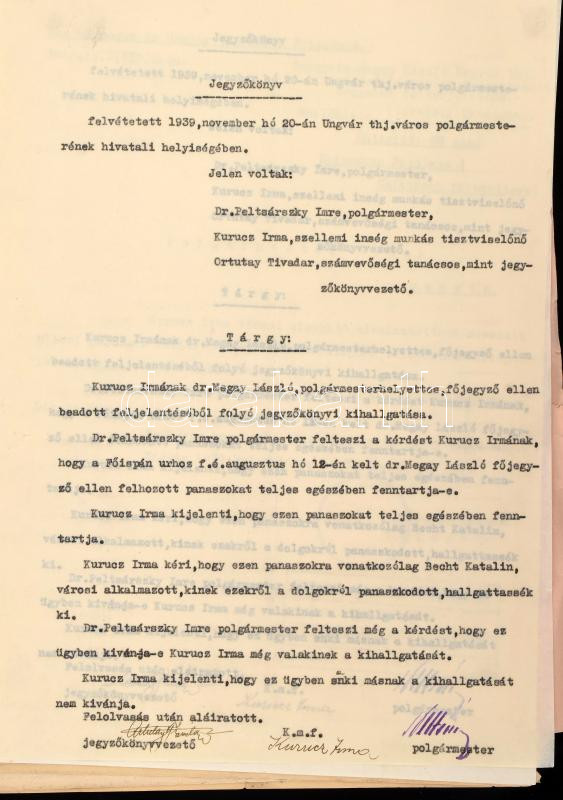 Jegyzőkönyv
felvétetett 1939,november hó 20-án Ungvár thj.város polgármeste-
rének hivatali helyiségében.
Jelen voltak:
Dr.Peltsárszky Imre,polgármester,
Kurucz Irma,szellemi inség munkás tisztviselőnő
Ortutay Tivadar,számvevőségi tanácsos,mint jegy-
zőkönyvvezető.
T á r g y:
Kurucz Irmának dr.Megay László,polgármesterhelyettes,főjegyző ellen
beadott feljelentéséből folyó jegyzőkönyvi kihallgatása.
Dr.Peltsárszky Imre polgármester felteszi a kérdést Kurucz Irmának,
hogy a Főispán urhoz f.é.augusztus hó 12-án kelt dr.Megay László főjegy-
ző ellen felhozott panaszokat teljes egészében fenntartja-e.
Kurucz Irma kijelenti,hogy ezen panaszokat teljes egészében fenn-
tartja.
Kurucz Irma kéri,hogy ezen panaszokra vonatkozólag Becht Katalin,
városi alkalmazott,kinek ezekről a dolgokról panaszkodott,hallgattassék
ki.
Dr.Peltsárszky Imre polgármester felteszi még a kérdést,hogy ez
ügyben kivánja-e Kurucz Irma még valakinek a kihallgatását.
Kurucz Irma kijelenti,hogy ez ügyben sänki másnak a kihallgatását
nem kivánja.
Felolvasás után aláiratott.
K.m.f.
Kurucz Irma
jegyzőkönyvvezető
polgármester